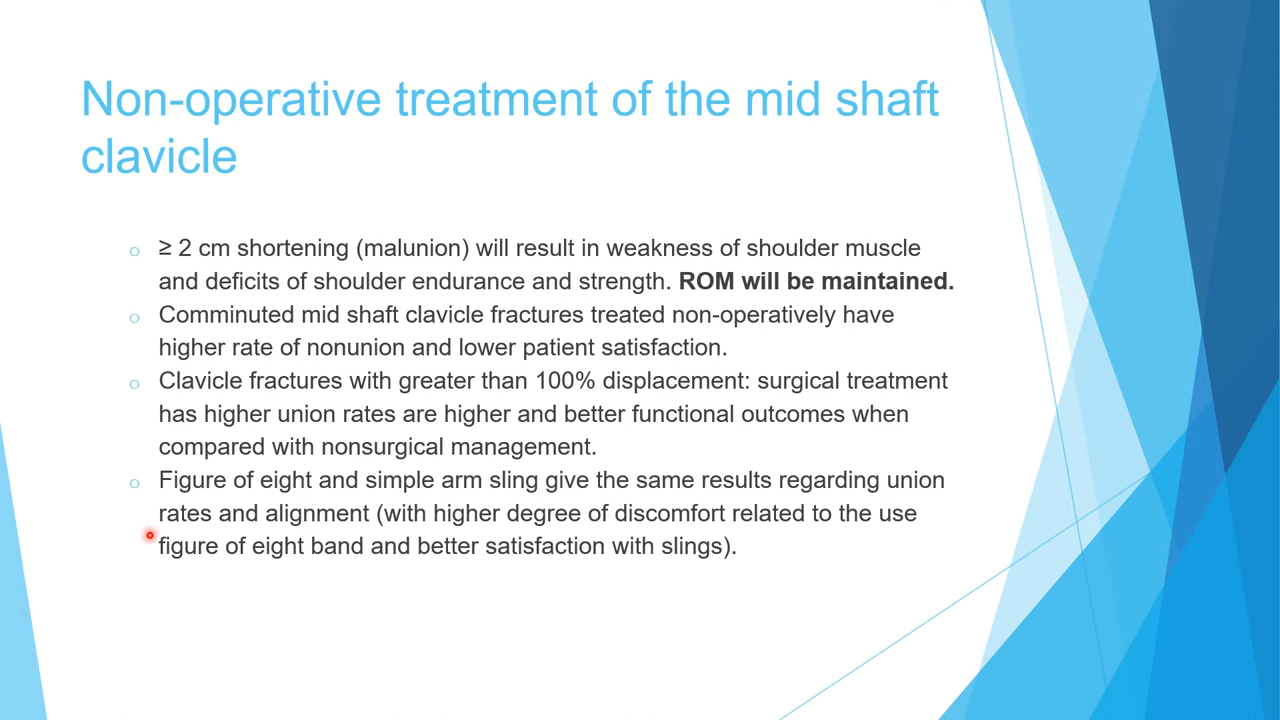 Non-operative treatment of the mid shaft
clavicle
≥ 2 cm shortening (malunion) will result in weakness of shoulder muscle
and deficits of shoulder endurance and strength. ROM will be maintained.
Comminuted mid shaft clavicle fractures treated non-operatively have
higher rate of nonunion and lower patient satisfaction.
Clavicle fractures with greater than 100% displacement: surgical treatment
has higher union rates are higher and better functional outcomes when
compared with nonsurgical management.
Figure of eight and simple arm sling give the same results regarding union
rates and alignment (with higher degree of discomfort related to the use
figure of eight band and better satisfaction with slings).